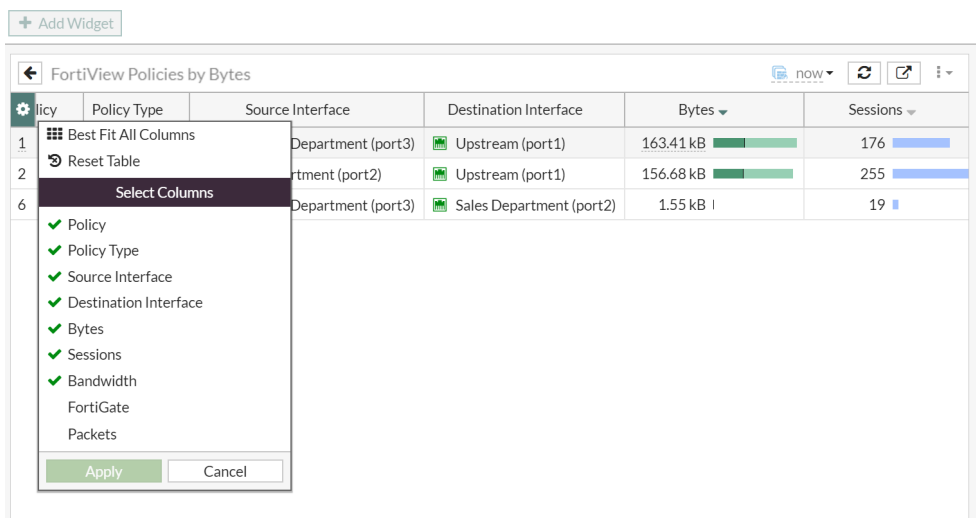 + Add Widget
FortiView Policies by Bytes now
licy Policy Type Source Interface Destination Interface Bytes Sessions
Best Fit All Columns
1 Department (port3) Upstream (port1) 163.41 kB 176
Reset Table
2 rtment (port2) Upstream (port1) 156.68 kB 255
Select Columns
6 Department (port3) Sales Department (port2) 1.55 kB 19
Policy
Policy Type
Source Interface
Destination Interface
Bytes
Sessions
Bandwidth
FortiGate
Packets
Apply Cancel